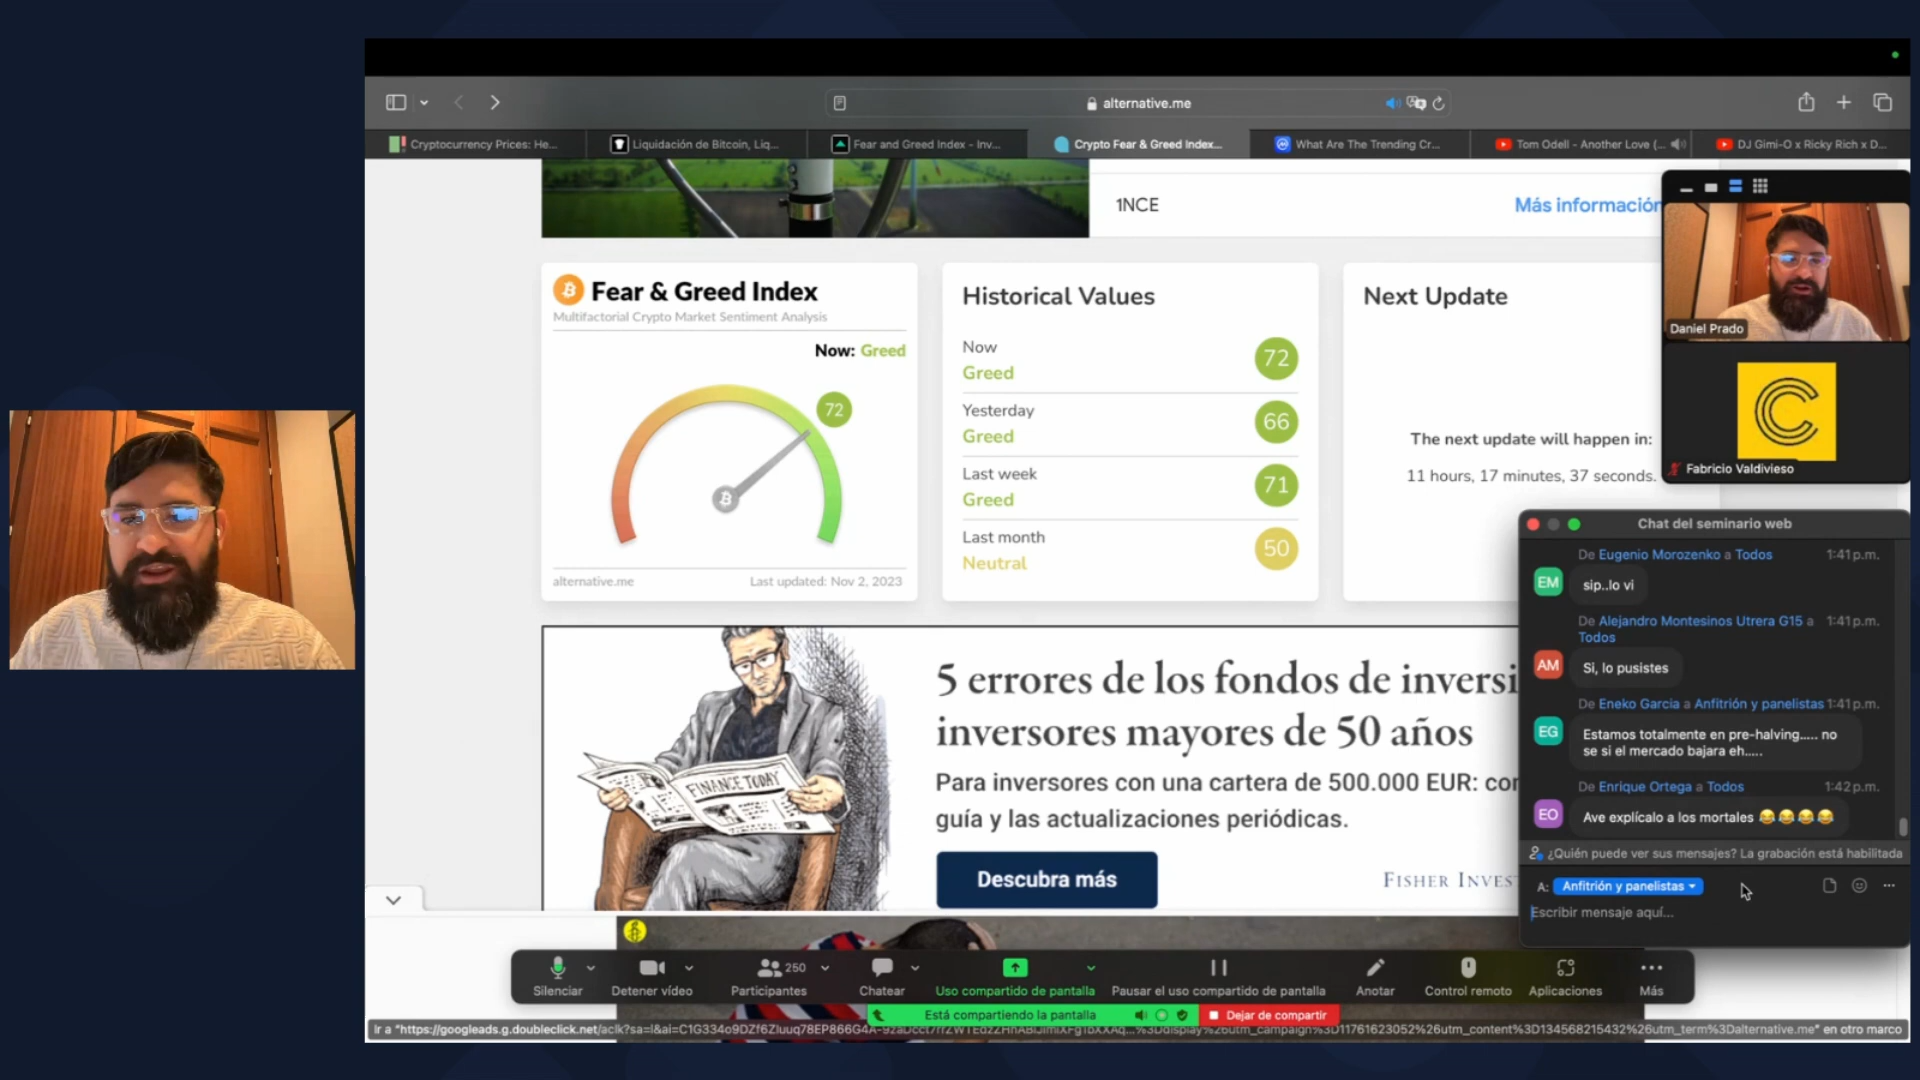 alternative.me
Cryptocurrency Prices: He...
Liquidación de Bitcoin, Liq...
Fear and Greed Index - Inv...
Crypto Fear & Greed Index...
What Are The Trending Cr...
Tom Odell - Another Love (...
DJ Gimi-O x Ricky Rich x D...
1NCE
Más información
Fear & Greed Index
Multifactorial Crypto Market Sentiment Analysis
Now: Greed
72
alternative.me
Last updated: Nov 2, 2023
Historical Values
Now
Greed
72
Yesterday
Greed
66
Last week
Greed
71
Last month
Neutral
50
Next Update
The next update will happen in:
11 hours, 17 minutes, 37 seconds.
Daniel Prado
Fabricio Valdivieso
FINANCE TODAY
5 errores de los fondos de inversi
inversores mayores de 50 años
Para inversores con una cartera de 500.000 EUR: con
guía y las actualizaciones periódicas.
Descubra más
FISHER INVEST
Chat del seminario web
De Eugenio Morozenko a Todos 1:41 p.m.
EM
sip..lo vi
De Alejandro Montesinos Utrera G15 a 1:41 p.m.
Todos
AM
Si, lo pusistes
De Eneko Garcia a Anfitrión y panelistas 1:41 p.m.
EG
Estamos totalmente en pre-halving..... no
se si el mercado bajara eh.....
De Enrique Ortega a Todos 1:42 p.m.
EO
Ave explícalo a los mortales 😂😂😂😂
¿Quién puede ver sus mensajes? La grabación está habilitada
A: Anfitrión y panelistas
Escribir mensaje aquí...
250
Silenciar
Detener vídeo
Participantes
Chatear
Uso compartido de pantalla
Pausar el uso compartido de pantalla
Anotar
Control remoto
Aplicaciones
Más
Está compartiendo la pantalla
Dejar de compartir
en otro marco